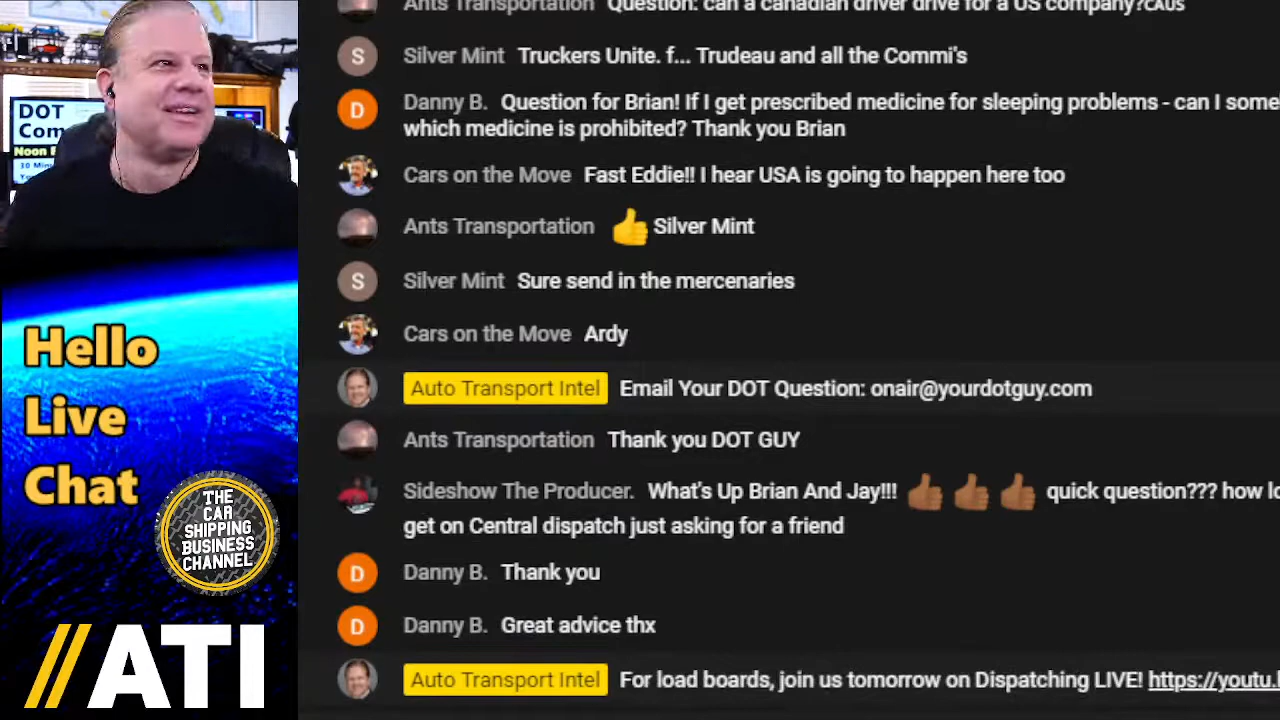 Ants Transportation Question: can a canadian driver drive for a US company?CAUS
Silver Mint Truckers Unite. f... Trudeau and all the Commi's
Danny B. Question for Brian! If I get prescribed medicine for sleeping problems - can I some
which medicine is prohibited? Thank you Brian
Cars on the Move Fast Eddie!! I hear USA is going to happen here too
Ants Transportation 👍 Silver Mint
Silver Mint Sure send in the mercenaries
Cars on the Move Ardy
Auto Transport Intel Email Your DOT Question: onair@yourdotguy.com
Ants Transportation Thank you DOT GUY
Sideshow The Producer. What's Up Brian And Jay!!! 👍🏾 👍🏾 👍🏾 quick question??? how lo
get on Central dispatch just asking for a friend
Danny B. Thank you
Danny B. Great advice thx
Auto Transport Intel For load boards, join us tomorrow on Dispatching LIVE! https://youtu.
DOT
Com
Noon
30 Min
Hello
Live
Chat
THE
CAR
SHIPPING
BUSINESS
CHANNEL
//ATI